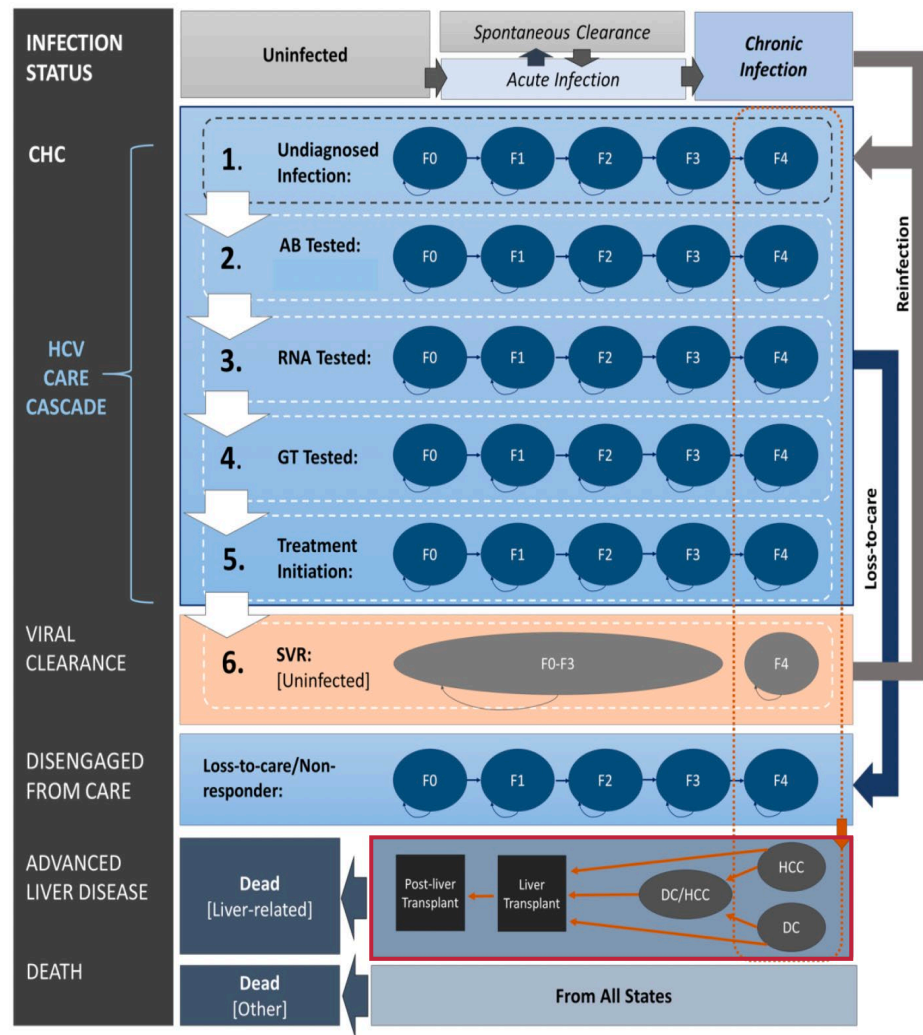 INFECTION
STATUS
Uninfected
Spontaneous Clearance
Acute Infection
Chronic
Infection
CHC
1.
Undiagnosed
Infection:
F0
F1
F2
F3
F4
2.
AB Tested:
F0
F1
F2
F3
F4
HCV
CARE
CASCADE
3.
RNA Tested:
F0
F1
F2
F3
F4
4.
GT Tested:
F0
F1
F2
F3
F4
5.
Treatment
Initiation:
F0
F1
F2
F3
F4
Reinfection
Loss-to-care
VIRAL
CLEARANCE
6.
SVR:
[Uninfected]
F0-F3
F4
DISENGAGED
FROM CARE
Loss-to-care/Non-
responder:
F0
F1
F2
F3
F4
ADVANCED
LIVER DISEASE
Dead
[Liver-related]
Post-liver
Transplant
Liver
Transplant
DC/HCC
HCC
DC
DEATH
Dead
[Other]
From All States